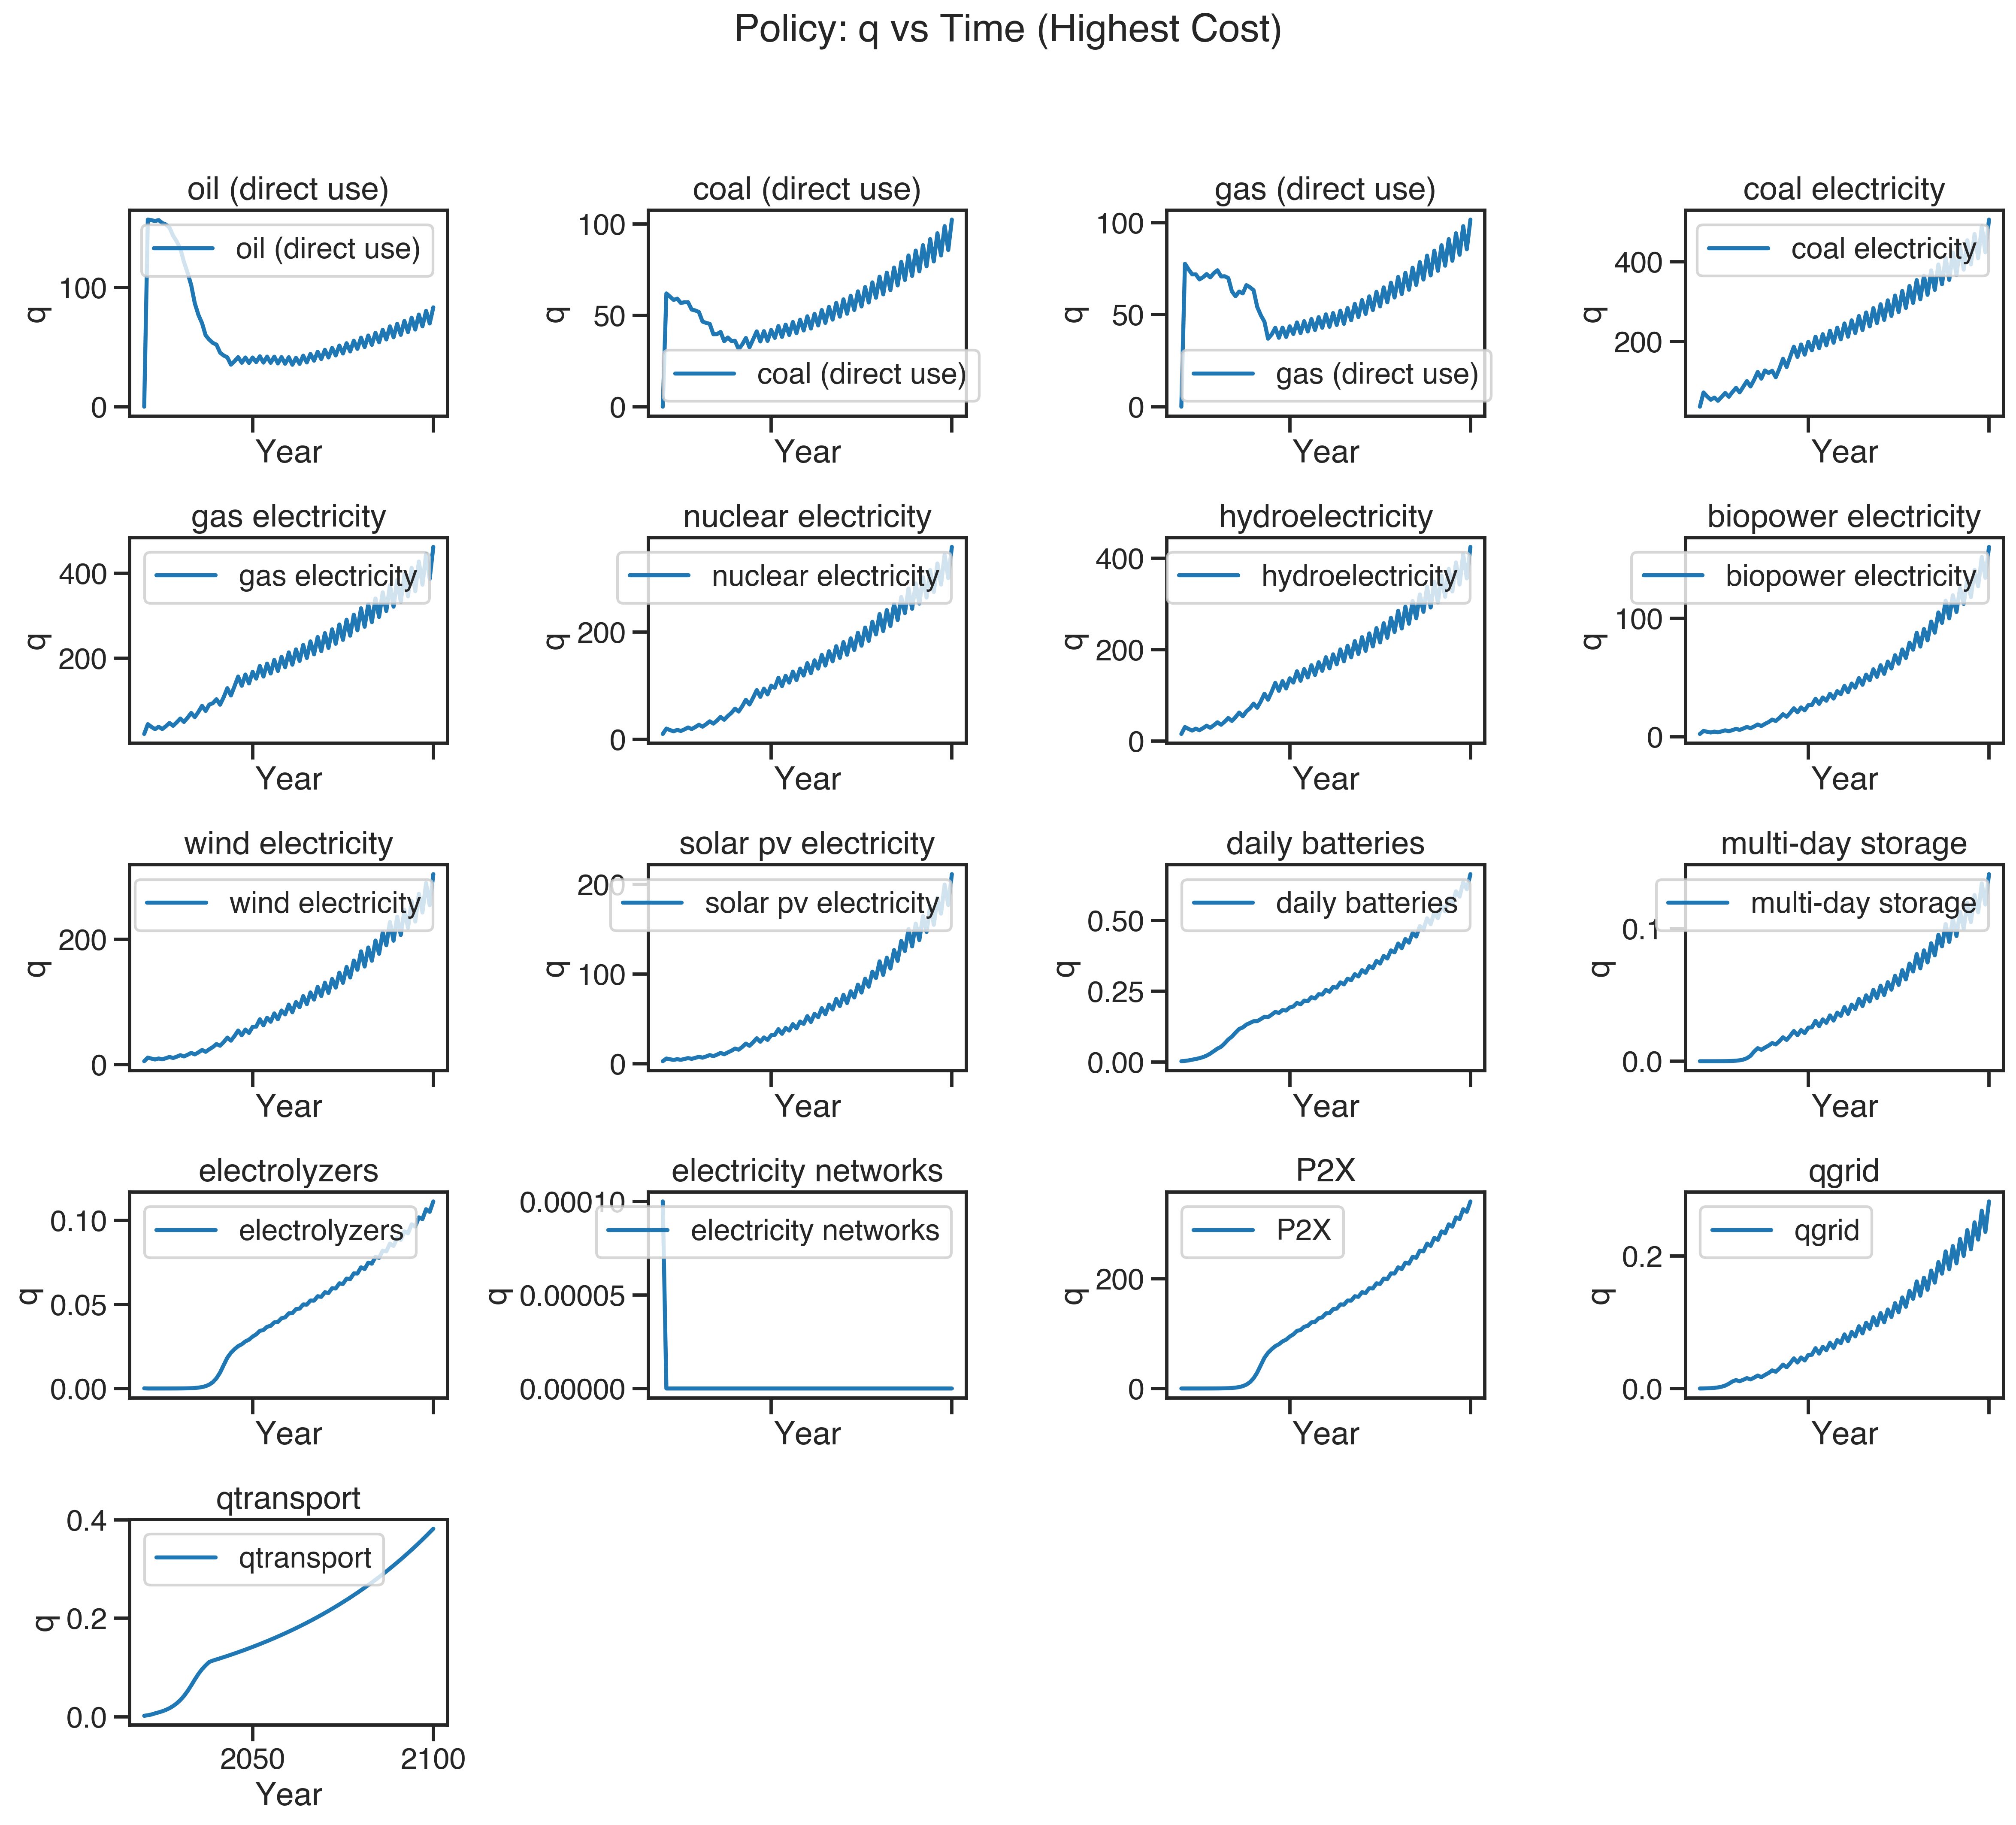 Policy: q vs Time (Highest Cost)
oil (direct use)
coal (direct use)
gas (direct use)
coal electricity
q
100
0
oil (direct use)
Year
q
100
50
0
coal (direct use)
Year
q
100
50
0
gas (direct use)
Year
q
400
200
coal electricity
Year
gas electricity
nuclear electricity
hydroelectricity
biopower electricity
q
400
200
gas electricity
Year
q
200
0
nuclear electricity
Year
q
400
200
0
hydroelectricity
Year
q
100
0
biopower electricity
Year
wind electricity
solar pv electricity
daily batteries
multi-day storage
q
200
0
wind electricity
Year
q
200
100
0
solar pv electricity
Year
q
0.50
0.25
0.00
daily batteries
Year
q
0.1
0.0
multi-day storage
Year
electrolyzers
electricity networks
P2X
qgrid
q
0.10
0.05
0.00
electrolyzers
Year
q
0.00010
0.00005
0.00000
electricity networks
Year
q
200
0
P2X
Year
q
0.2
0.0
qgrid
Year
qtransport
q
0.4
0.2
0.0
qtransport
2050
2100
Year